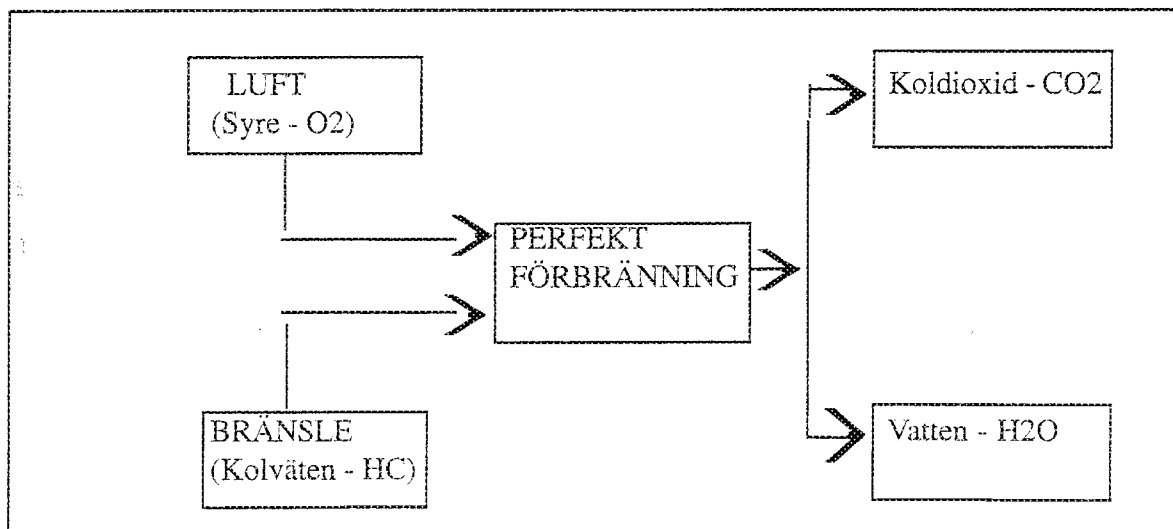 LUFT
(Syre - O2)
Koldioxid - CO2
PERFEKT
FÖRBRÄNNING
BRÄNSLE
(Kolväten - HC)
Vatten - H2O